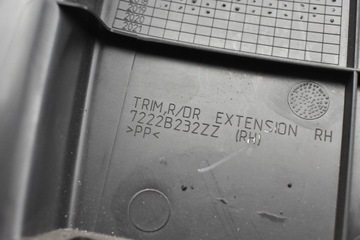 TRIM,R/DR EXTENSION RH
7222B232ZZ (RH)
>PP<